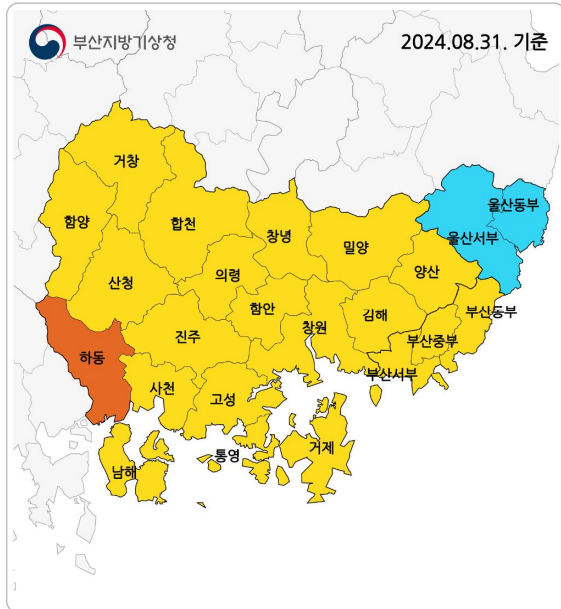 부산지방기상청
2024.08.31. 기준
거창
함양
합천
창녕
밀양
울산동부
울산서부
산청
의령
양산
함안
김해
부산동부
진주
창원
부산중부
하동
사천
고성
부산서부
남해
통영
거제